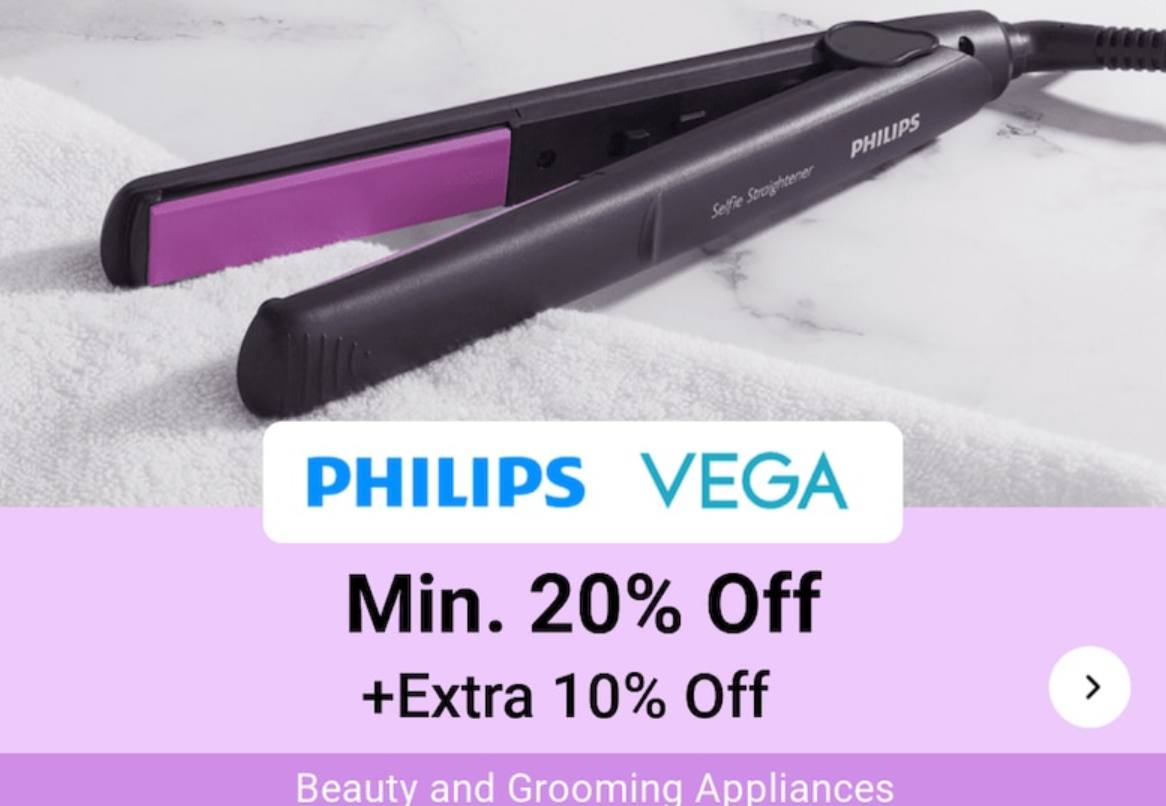 PHILIPS
Selfie Straightener
PHILIPS VEGA
Min. 20% Off
+Extra 10% Off
Beauty and Grooming Appliances